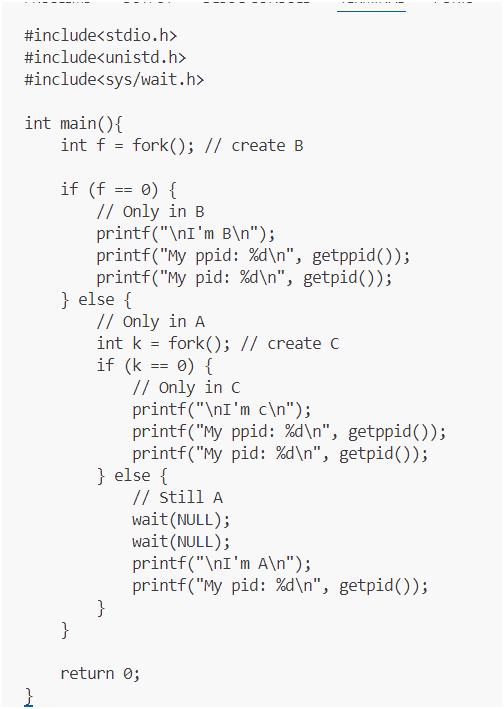 #include<stdio.h>
#include<unistd.h>
#include<sys/wait.h>

int main(){
    int f = fork(); // create B

    if (f == 0) {
        // Only in B
        printf("\nI'm B\n");
        printf("My ppid: %d\n", getppid());
        printf("My pid: %d\n", getpid());
    } else {
        // Only in A
        int k = fork(); // create C
        if (k == 0) {
            // Only in C
            printf("\nI'm c\n");
            printf("My ppid: %d\n", getppid());
            printf("My pid: %d\n", getpid());
        } else {
            // Still A
            wait(NULL);
            wait(NULL);
            printf("\nI'm A\n");
            printf("My pid: %d\n", getpid());
        }
    }

    return 0;
}